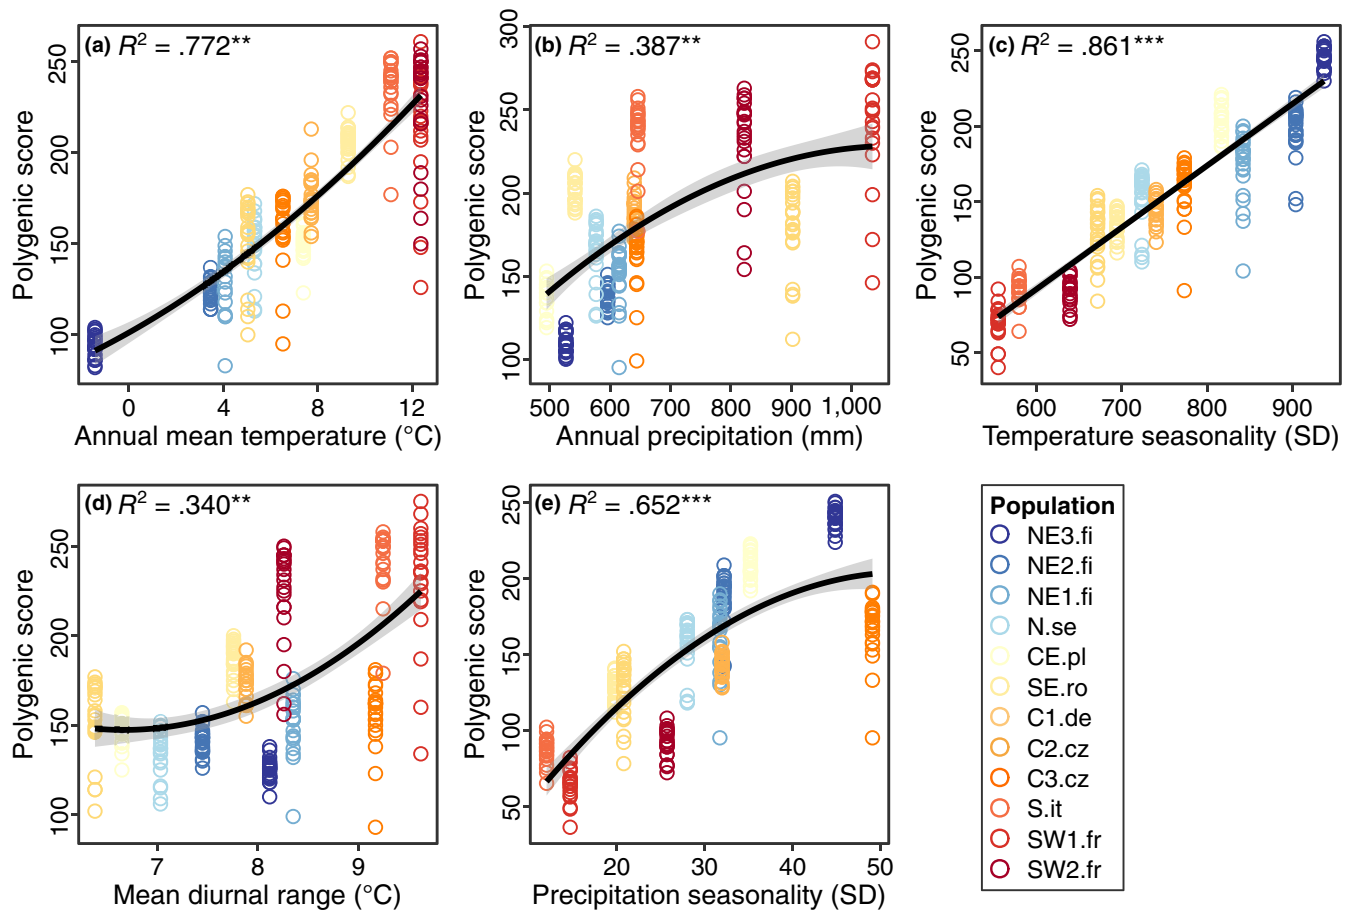 (a) R² = .772**
Polygenic score
100 150 200 250
0 4 8 12
Annual mean temperature (°C)
(b) R² = .387**
Polygenic score
100 150 200 250 300
500 600 700 800 900 1,000
Annual precipitation (mm)
(c) R² = .861***
Polygenic score
50 100 150 200 250
600 700 800 900
Temperature seasonality (SD)
(d) R² = .340**
Polygenic score
100 150 200 250
7 8 9
Mean diurnal range (°C)
(e) R² = .652***
Polygenic score
50 100 150 200 250
20 30 40 50
Precipitation seasonality (SD)
Population
NE3.fi
NE2.fi
NE1.fi
N.se
CE.pl
SE.ro
C1.de
C2.cz
C3.cz
S.it
SW1.fr
SW2.fr